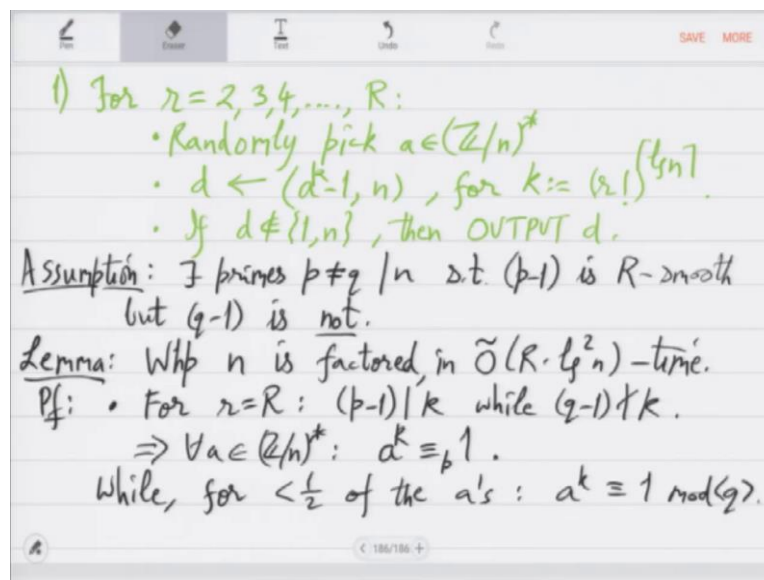 Pen Eraser Text Undo Redo SAVE MORE
1) For r = 2, 3, 4, ...., R:
• Randomly pick a∈(ℤ/n)*
• d ← (a^k-1, n), for k := (r!)^⌈lg n⌉.
• If d ∉ {1,n}, then OUTPUT d.
Assumption: ∃ primes p≠q | n s.t. (p-1) is R-smooth
but (q-1) is not.
Lemma: Whp n is factored, in Õ(R·lg²n)-time.
Pf: • For r=R: (p-1)|k while (q-1)∤k.
⇒ ∀a∈(ℤ/n)*: a^k ≡_p 1.
While, for <1/2 of the a's: a^k ≡ 1 mod<q>.
< 186/186 +